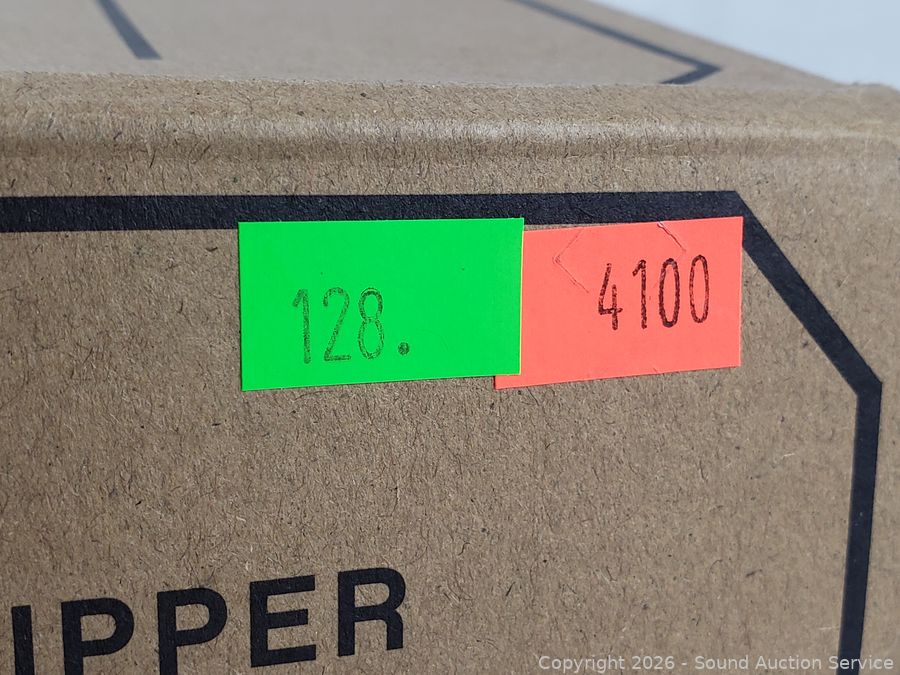 128.
4100
IPPER
Copyright 2026 - Sound Auction Service